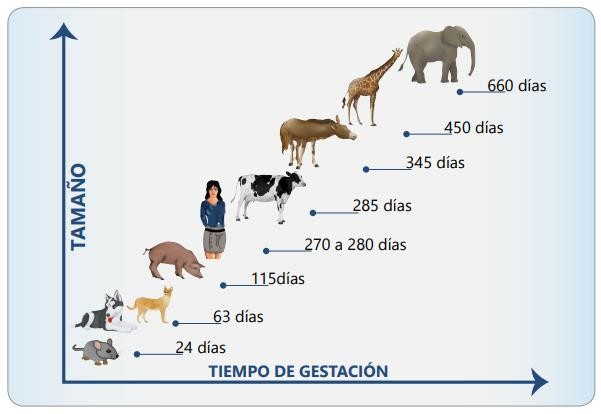 660 días
450 días
345 días
285 días
270 a 280 días
115días
63 días
24 días
TAMAÑO
TIEMPO DE GESTACIÓN